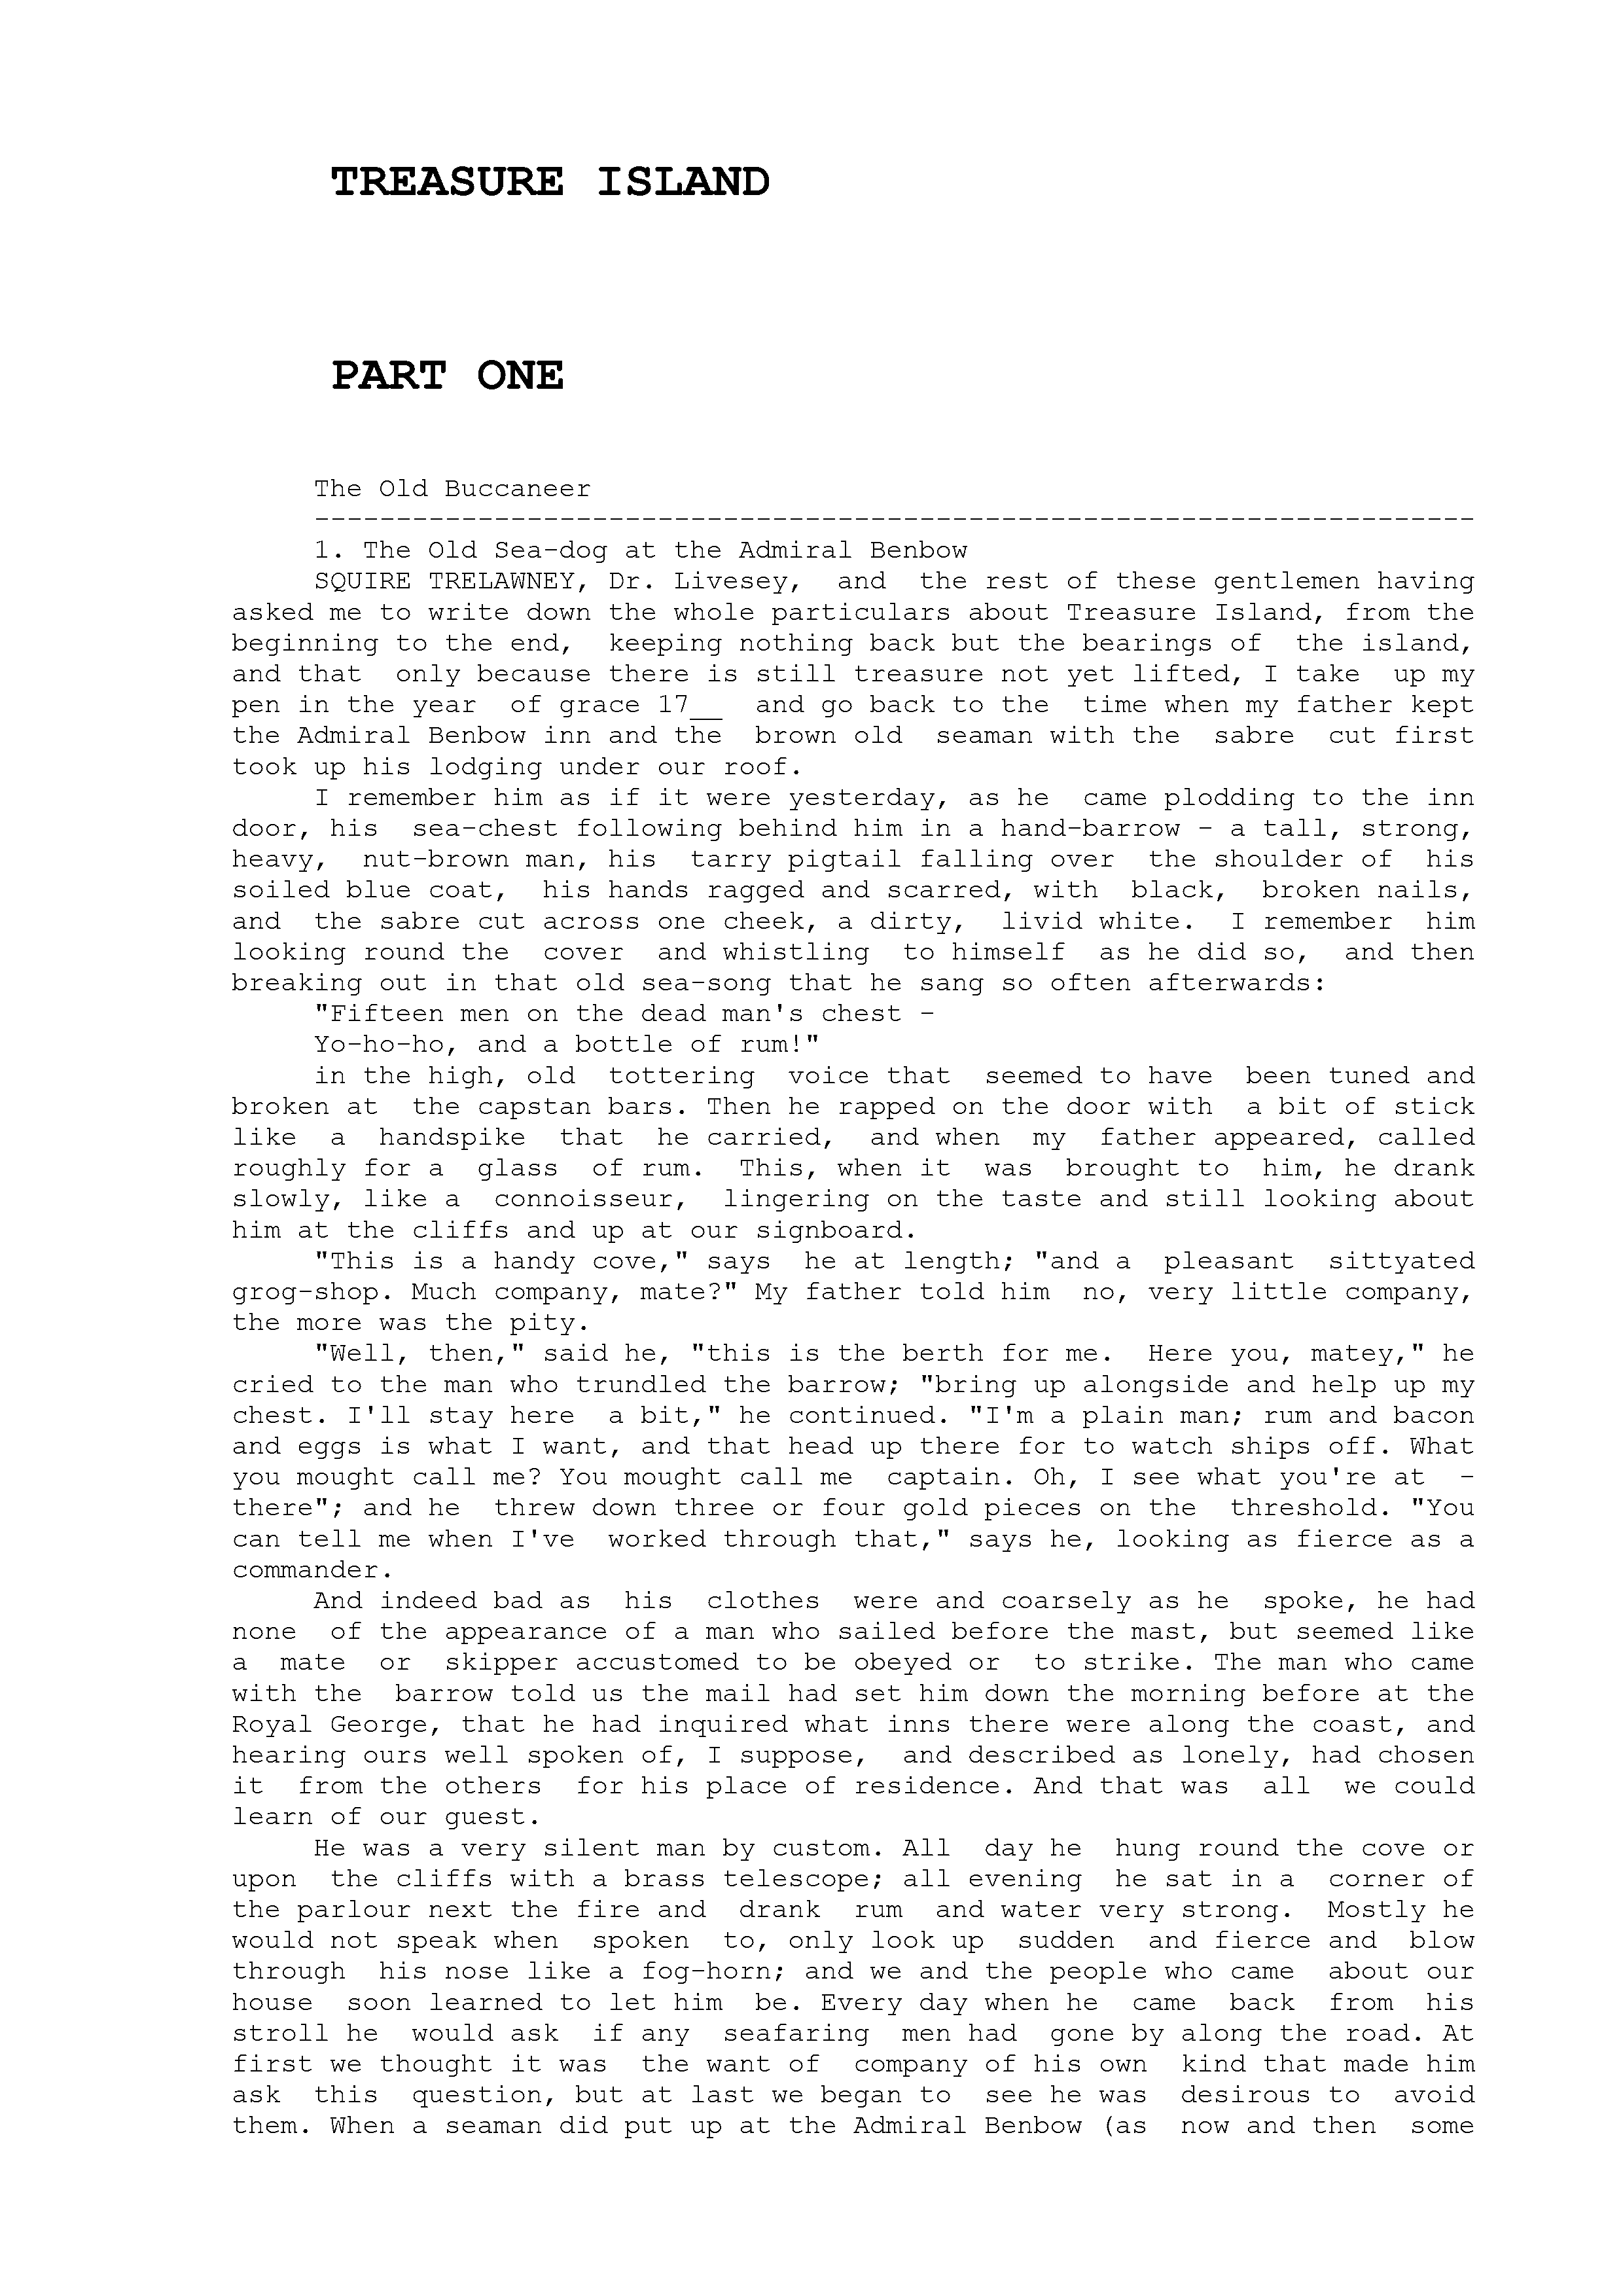 TREASURE ISLAND
PART ONE
The Old Buccaneer
-----------------------------------------------------------------------
1. The Old Sea-dog at the Admiral Benbow
SQUIRE TRELAWNEY, Dr. Livesey,  and  the rest of these gentlemen having
asked me to write down the whole particulars about Treasure Island, from the
beginning to the end,  keeping nothing back but the bearings of  the island,
and that  only because there is still treasure not yet lifted, I take  up my
pen in the year  of grace 17__  and go back to the  time when my father kept
the Admiral Benbow inn and the  brown old  seaman with the  sabre  cut first
took up his lodging under our roof.
I remember him as if it were yesterday, as he  came plodding to the inn
door, his  sea-chest following behind him in a hand-barrow - a tall, strong,
heavy,  nut-brown man, his  tarry pigtail falling over  the shoulder of  his
soiled blue coat,  his hands ragged and scarred, with  black,  broken nails,
and  the sabre cut across one cheek, a dirty,  livid white.  I remember  him
looking round the  cover  and whistling  to himself  as he did so,  and then
breaking out in that old sea-song that he sang so often afterwards:
"Fifteen men on the dead man's chest -
Yo-ho-ho, and a bottle of rum!"
in the high, old  tottering  voice that  seemed to have  been tuned and
broken at  the capstan bars. Then he rapped on the door with  a bit of stick
like  a  handspike  that  he carried,  and when  my  father appeared, called
roughly for a  glass  of rum.  This, when it  was  brought to  him, he drank
slowly, like a  connoisseur,  lingering on the taste and still looking about
him at the cliffs and up at our signboard.
"This is a handy cove," says  he at length; "and a  pleasant  sittyated
grog-shop. Much company, mate?" My father told him  no, very little company,
the more was the pity.
"Well, then," said he, "this is the berth for me.  Here you, matey," he
cried to the man who trundled the barrow; "bring up alongside and help up my
chest. I'll stay here  a bit," he continued. "I'm a plain man; rum and bacon
and eggs is what I want, and that head up there for to watch ships off. What
you mought call me? You mought call me  captain. Oh, I see what you're at  -
there"; and he  threw down three or four gold pieces on the  threshold. "You
can tell me when I've  worked through that," says he, looking as fierce as a
commander.
And indeed bad as  his  clothes  were and coarsely as he  spoke, he had
none  of the appearance of a man who sailed before the mast, but seemed like
a  mate  or  skipper accustomed to be obeyed or  to strike. The man who came
with the  barrow told us the mail had set him down the morning before at the
Royal George, that he had inquired what inns there were along the coast, and
hearing ours well spoken of, I suppose,  and described as lonely, had chosen
it  from the others  for his place of residence. And that was  all  we could
learn of our guest.
He was a very silent man by custom. All  day he  hung round the cove or
upon  the cliffs with a brass telescope; all evening  he sat in a  corner of
the parlour next the fire and  drank  rum  and water very strong.  Mostly he
would not speak when  spoken  to, only look up  sudden  and fierce and  blow
through  his nose like a fog-horn; and we and the people who came  about our
house  soon learned to let him  be. Every day when he  came  back  from  his
stroll he  would ask  if any  seafaring  men had  gone by along the road. At
first we thought it was  the want of  company of his own  kind that made him
ask  this  question, but at last we began to  see he was  desirous to  avoid
them. When a seaman did put up at the Admiral Benbow (as  now and then  some